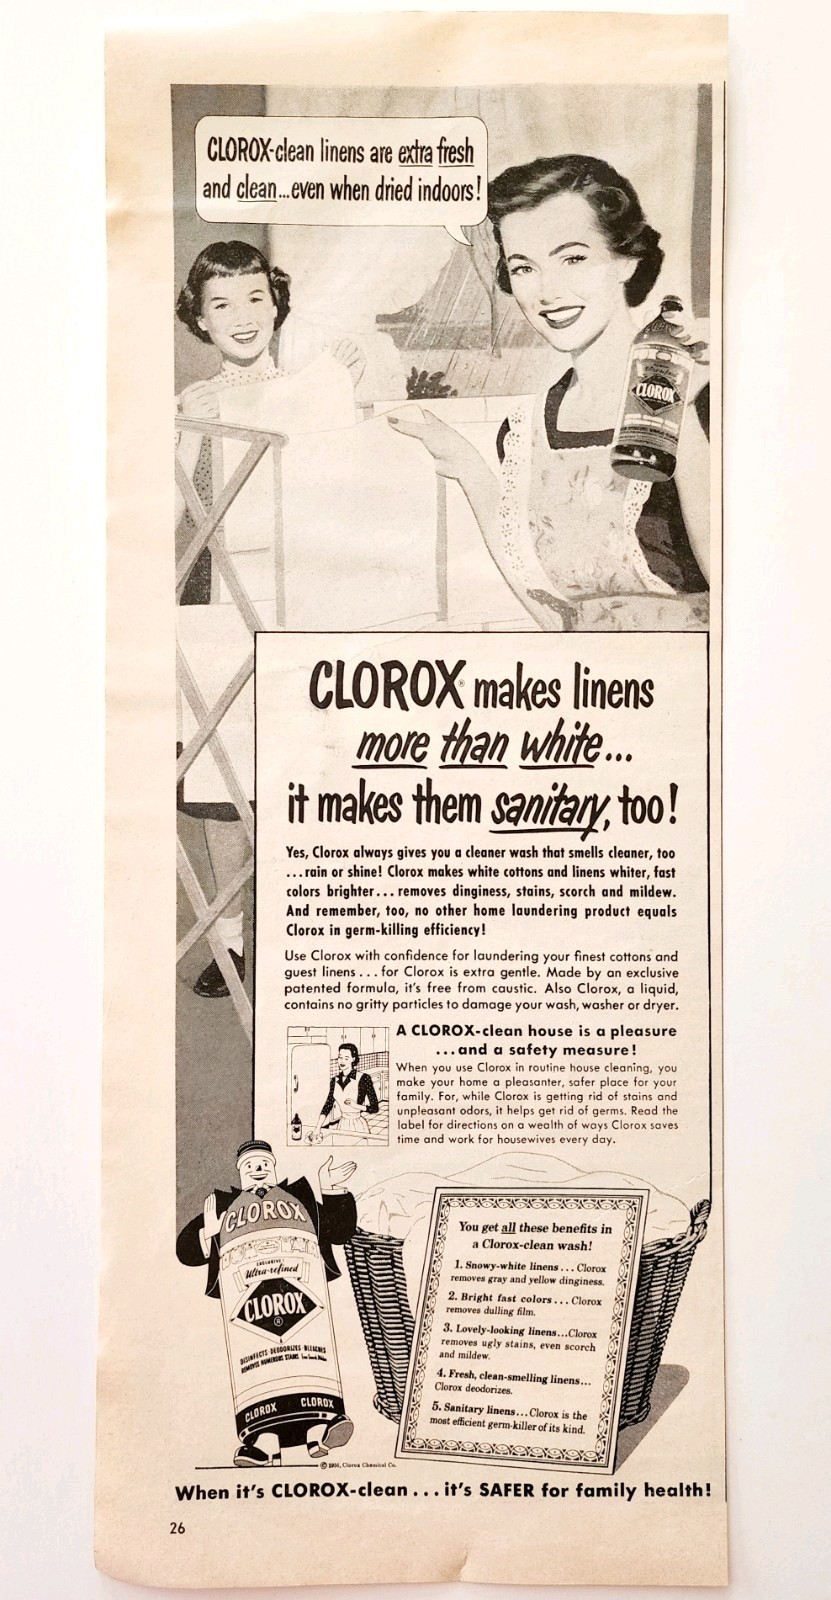 CLOROX-clean linens are extra fresh
and clean...even when dried indoors!
CLOROX
CLOROX® makes linens
more than white...
it makes them sanitary, too!
Yes, Clorox always gives you a cleaner wash that smells cleaner, too
...rain or shine! Clorox makes white cottons and linens whiter, fast
colors brighter...removes dinginess, stains, scorch and mildew.
And remember, too, no other home laundering product equals
Clorox in germ-killing efficiency!
Use Clorox with confidence for laundering your finest cottons and
guest linens...for Clorox is extra gentle. Made by an exclusive
patented formula, it's free from caustic. Also Clorox, a liquid,
contains no gritty particles to damage your wash, washer or dryer.
A CLOROX-clean house is a pleasure
...and a safety measure!
When you use Clorox in routine house cleaning, you
make your home a pleasanter, safer place for your
family. For, while Clorox is getting rid of stains and
unpleasant odors, it helps get rid of germs. Read the
label for directions on a wealth of ways Clorox saves
time and work for housewives every day.
CLOROX
EXCLUSIVE!
Ultra-refined
CLOROX
®
DISINFECTS·DEODORIZES·BLEACHES
REMOVES NUMEROUS STAINS
CLOROX CLOROX
You get all these benefits in
a Clorox-clean wash!
1. Snowy-white linens...Clorox
removes gray and yellow dinginess.
2. Bright fast colors...Clorox
removes dulling film.
3. Lovely-looking linens...Clorox
removes ugly stains, even scorch
and mildew.
4. Fresh, clean-smelling linens...
Clorox deodorizes.
5. Sanitary linens...Clorox is the
most efficient germ-killer of its kind.
Clorox Chemical Co.
When it's CLOROX-clean...it's SAFER for family health!
26